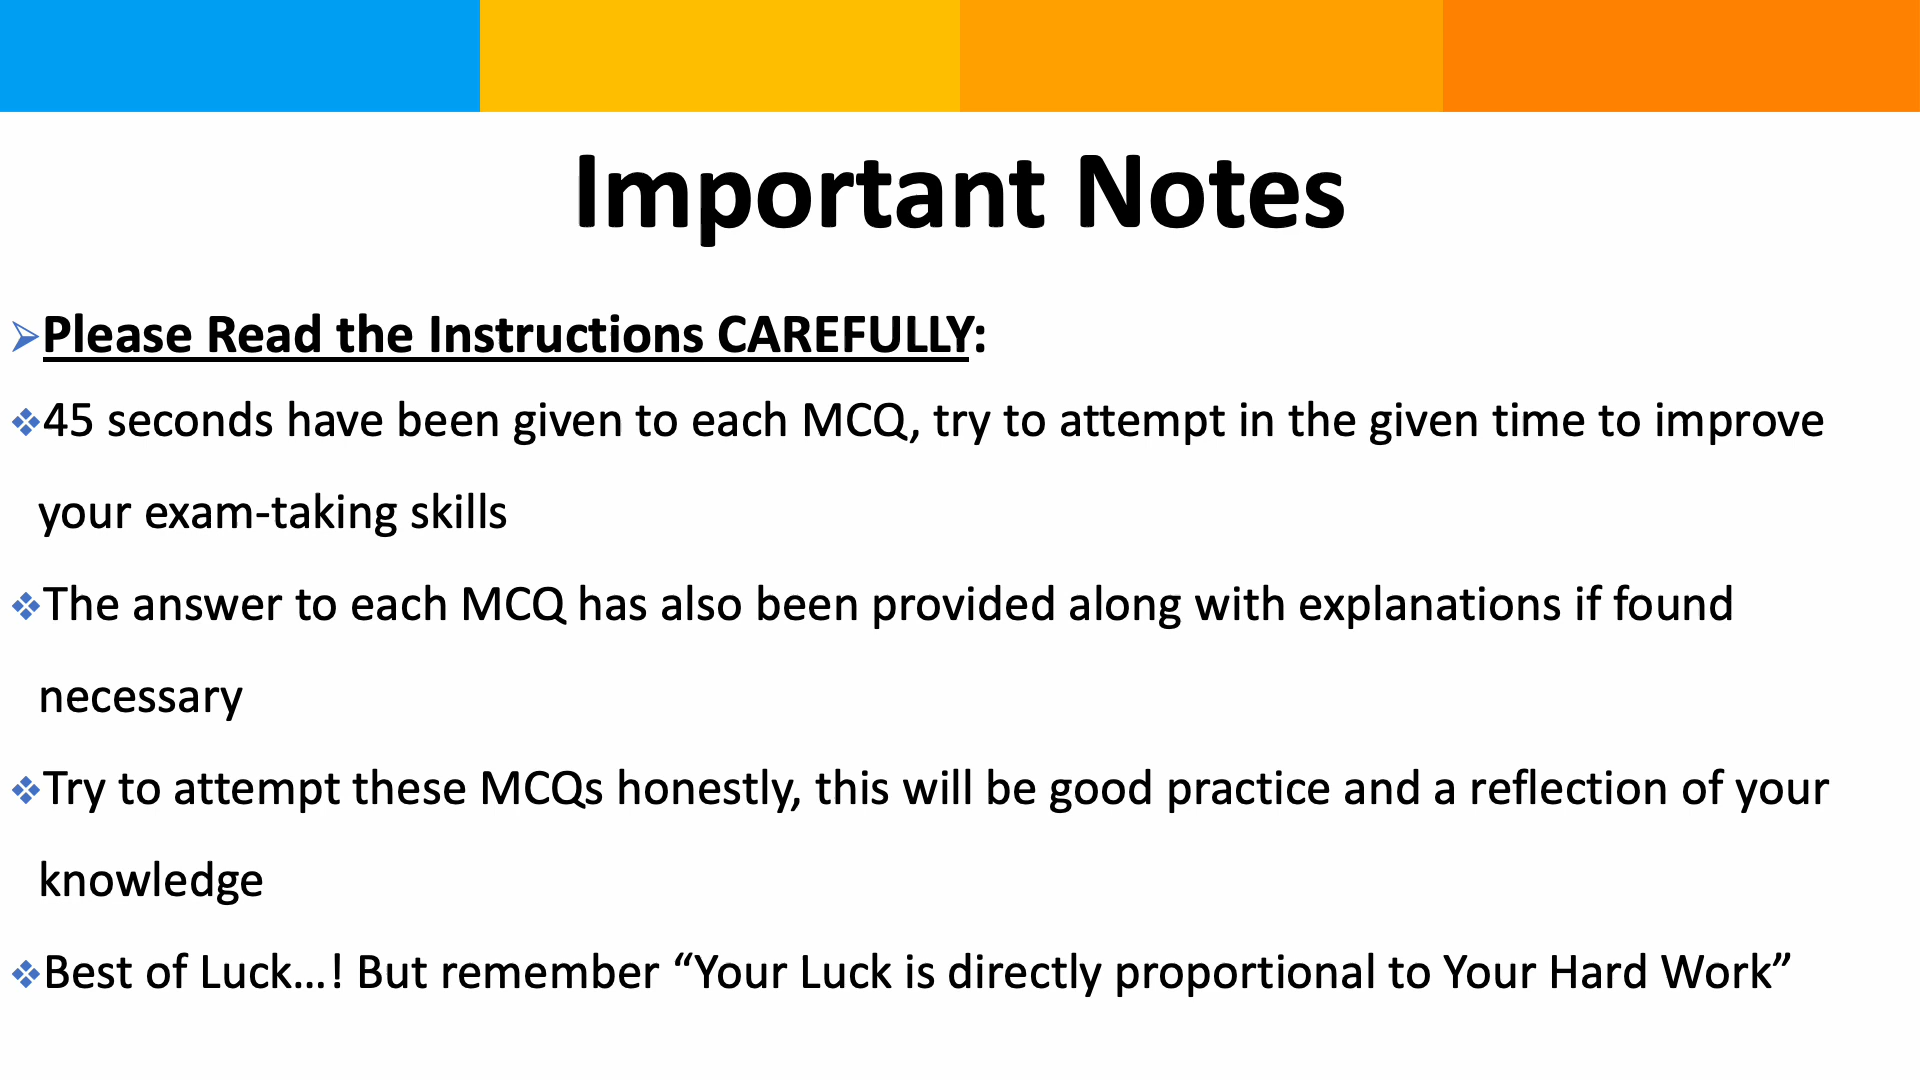 Important Notes
➢Please Read the Instructions CAREFULLY:
❖45 seconds have been given to each MCQ, try to attempt in the given time to improve
your exam-taking skills
❖The answer to each MCQ has also been provided along with explanations if found
necessary
❖Try to attempt these MCQs honestly, this will be good practice and a reflection of your
knowledge
❖Best of Luck…! But remember “Your Luck is directly proportional to Your Hard Work”